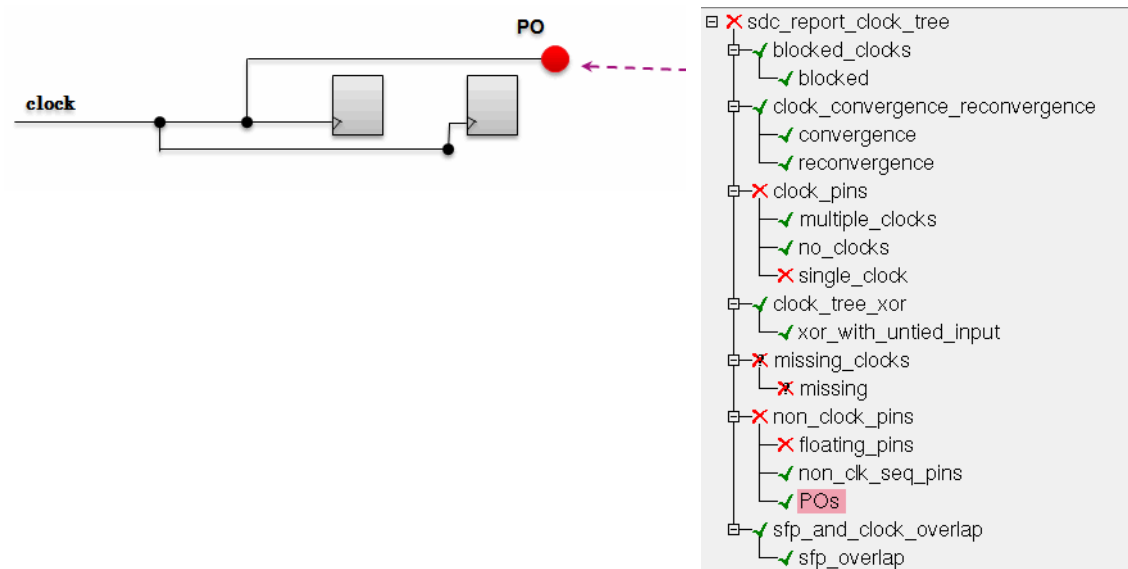 PO
clock
sdc_report_clock_tree
blocked_clocks
blocked
clock_convergence_reconvergence
convergence
reconvergence
clock_pins
multiple_clocks
no_clocks
single_clock
clock_tree_xor
xor_with_untied_input
missing_clocks
missing
non_clock_pins
floating_pins
non_clk_seq_pins
POs
sfp_and_clock_overlap
sfp_overlap